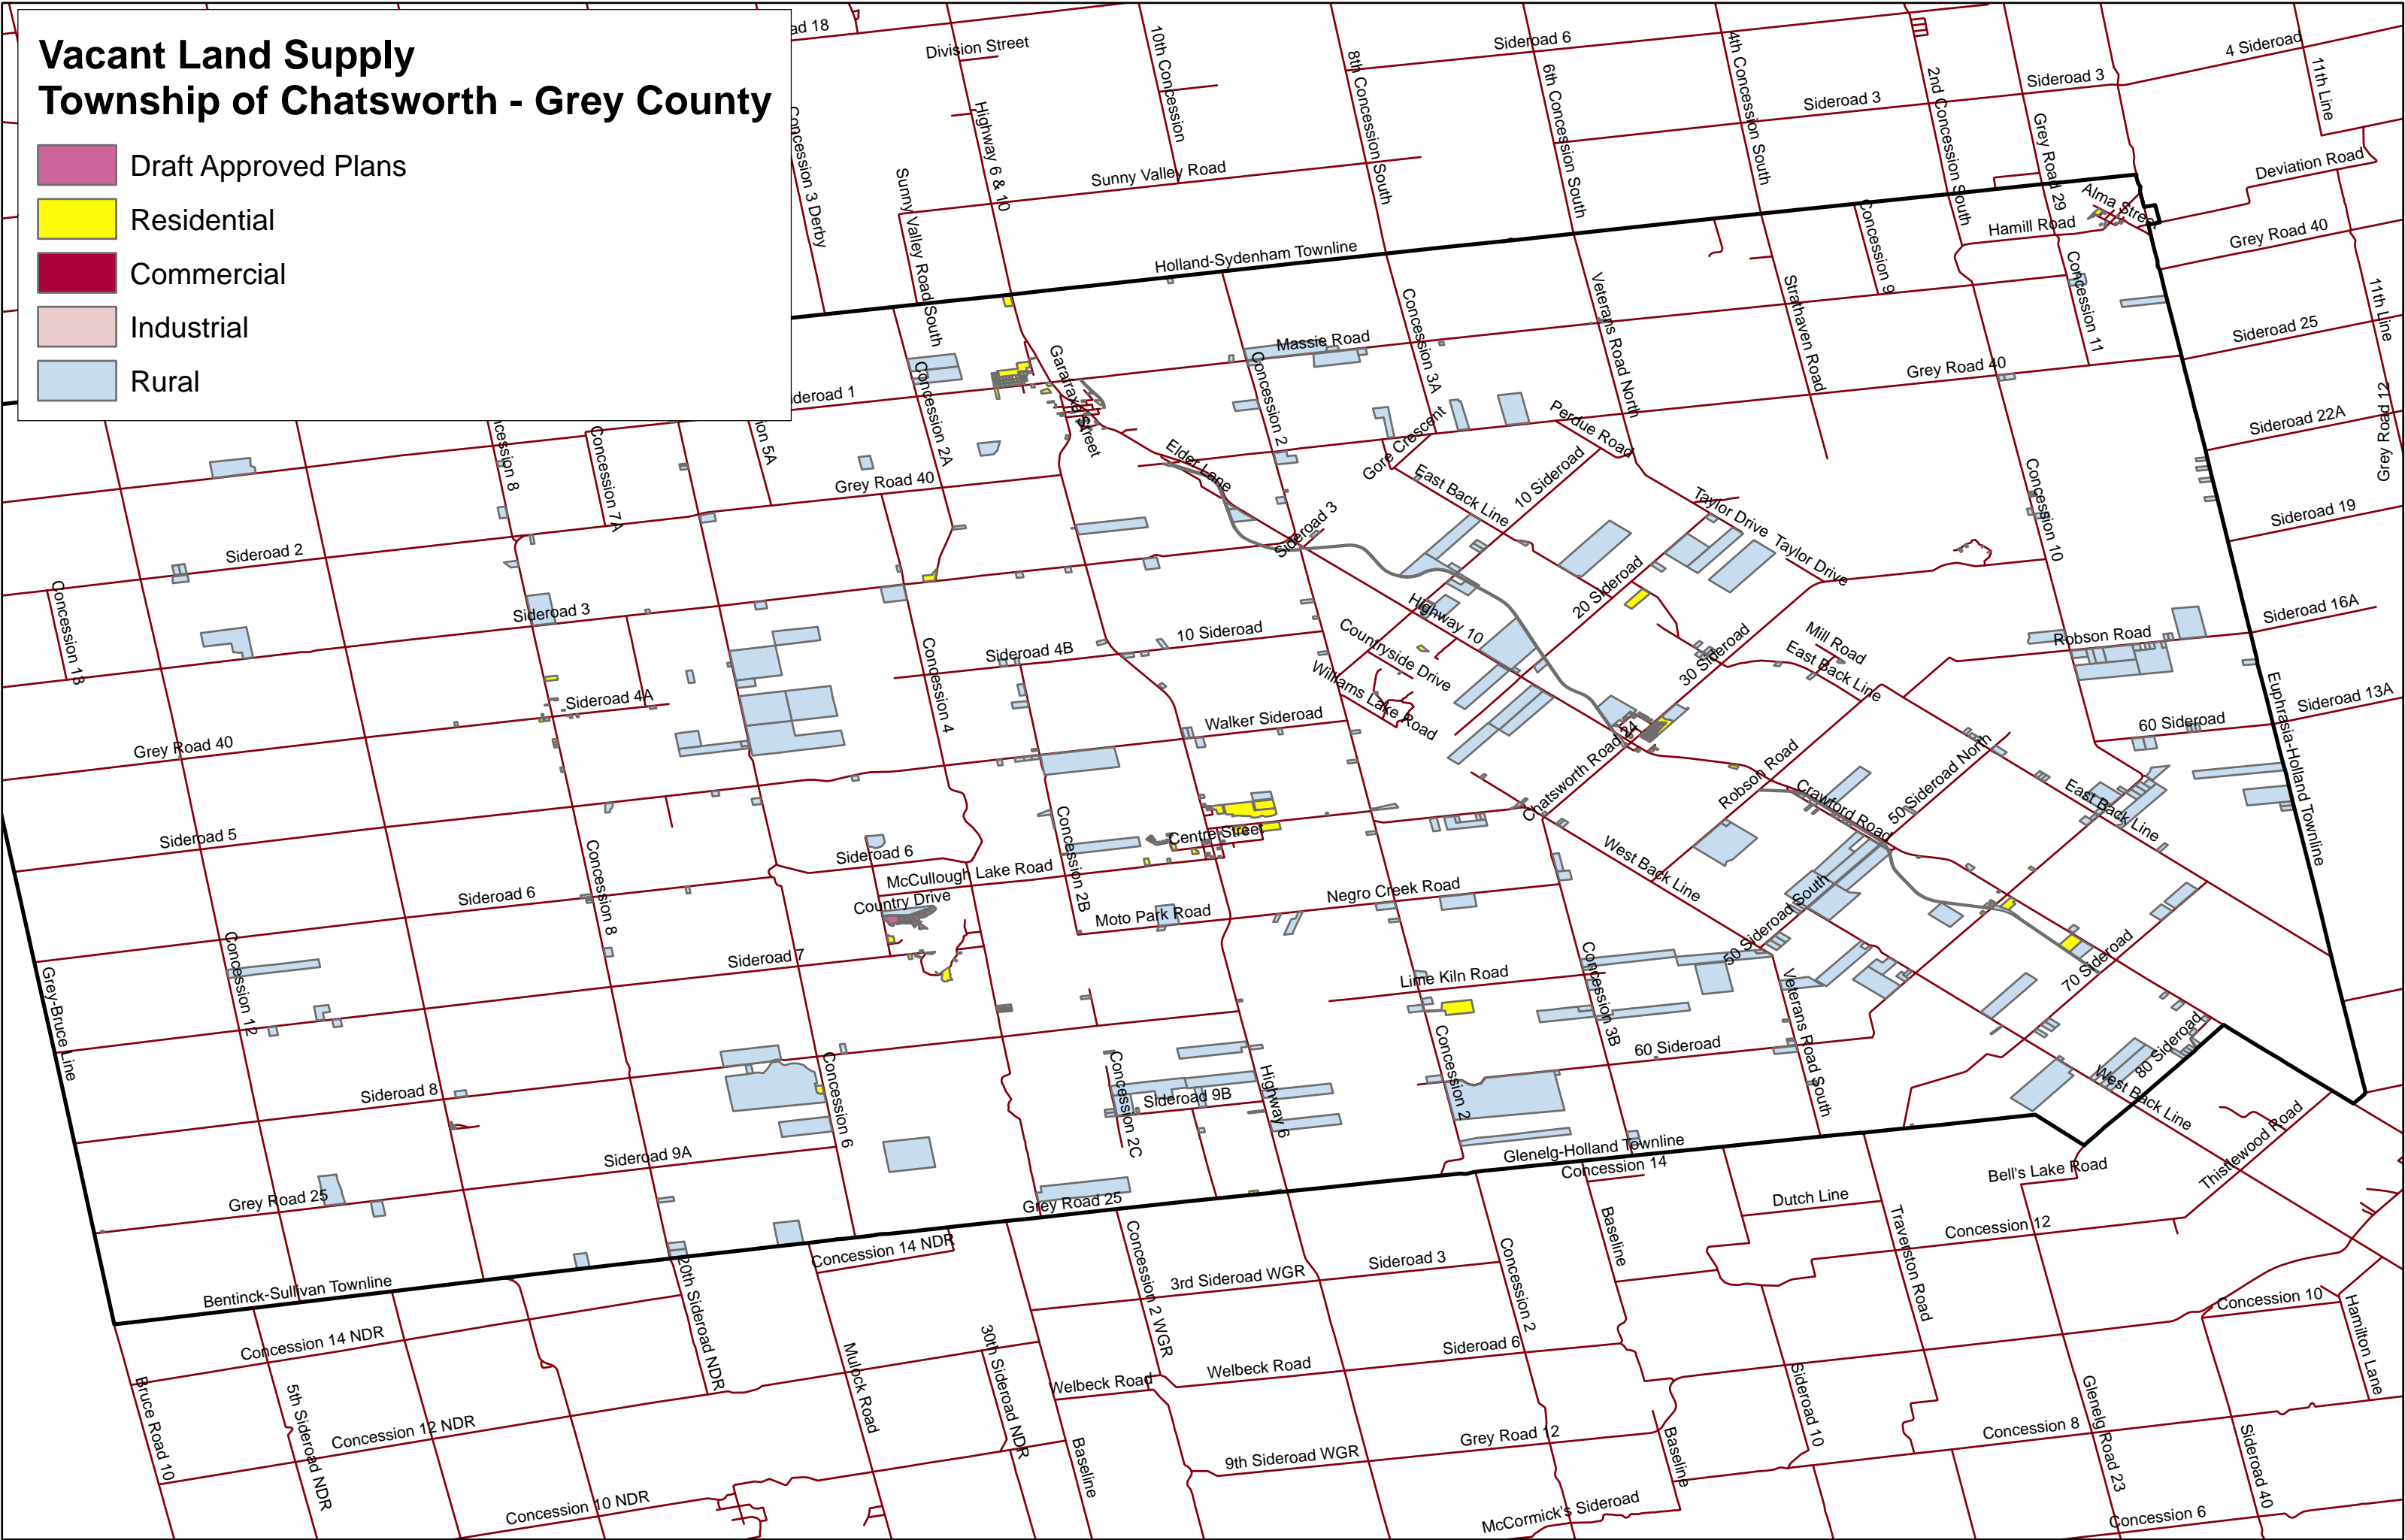 Vacant Land Supply
Township of Chatsworth - Grey County
Draft Approved Plans
Residential
Commercial
Industrial
Rural
ad 18
Division Street
10th Concession
8th Concession South
Sideroad 6
6th Concession South
4th Concession South
Sideroad 3
2nd Concession South
Sideroad 3
Grey Road 29
4 Sideroad
11th Line
Concession 3 Derby
Highway 6 & 10
Sunny Valley Road
Sunny Valley Road South
Deviation Road
Alma Street
Hamill Road
Grey Road 40
Holland-Sydenham Townline
Concession 9
Concession 11
11th Line
Concession 3A
Veterans Road North
Strathaven Road
Massie Road
Sideroad 25
Garafraxa Street
Concession 2A
Concession 2
Grey Road 40
Grey Road 12
deroad 1
Sideroad 22A
cession 8
Concession 7A
ion 5A
Grey Road 40
Elder Lane
Gore Crescent
Perdue Road
East Back Line
10 Sideroad
Taylor Drive
Taylor Drive
Concession 10
Sideroad 19
Sideroad 2
Sideroad 3
20 Sideroad
Concession 13
Sideroad 3
Highway 10
10 Sideroad
Sideroad 4B
Countryside Drive
Williams Lake Road
30 Sideroad
Mill Road
East Back Line
Robson Road
Sideroad 16A
Sideroad 13A
60 Sideroad
Euphrasia-Holland Townline
Concession 4
Sideroad 4A
Grey Road 40
Walker Sideroad
Chatsworth Road 24
Robson Road
Crawford Road
50 Sideroad North
East Back Line
Sideroad 5
Concession 2B
Centre Street
Concession 8
Sideroad 6
McCullough Lake Road
Country Drive
Sideroad 6
Moto Park Road
Negro Creek Road
West Back Line
50 Sideroad South
Concession 12
Grey-Bruce Line
Sideroad 7
Lime Kiln Road
Concession 3B
Veterans Road South
70 Sideroad
80 Sideroad
60 Sideroad
Sideroad 8
Concession 6
Concession 2C
Sideroad 9B
Highway 6
Concession 2
West Back Line
Thistlewood Road
Sideroad 9A
Grey Road 25
Grey Road 25
Glenelg-Holland Townline
Concession 14
Bell's Lake Road
Dutch Line
Concession 12
Bentinck-Sullivan Townline
Concession 14 NDR
Concession 2 WGR
3rd Sideroad WGR
Sideroad 3
Concession 2
Baseline
Traverston Road
Concession 10
Hamilton Lane
20th Sideroad NDR
Concession 14 NDR
Mulock Road
30th Sideroad NDR
Welbeck Road
Welbeck Road
Sideroad 6
Sideroad 10
Glenelg Road 23
Bruce Road 10
5th Sideroad NDR
Concession 12 NDR
Baseline
9th Sideroad WGR
Grey Road 12
Baseline
Concession 8
Sideroad 40
Concession 10 NDR
McCormick's Sideroad
Concession 6